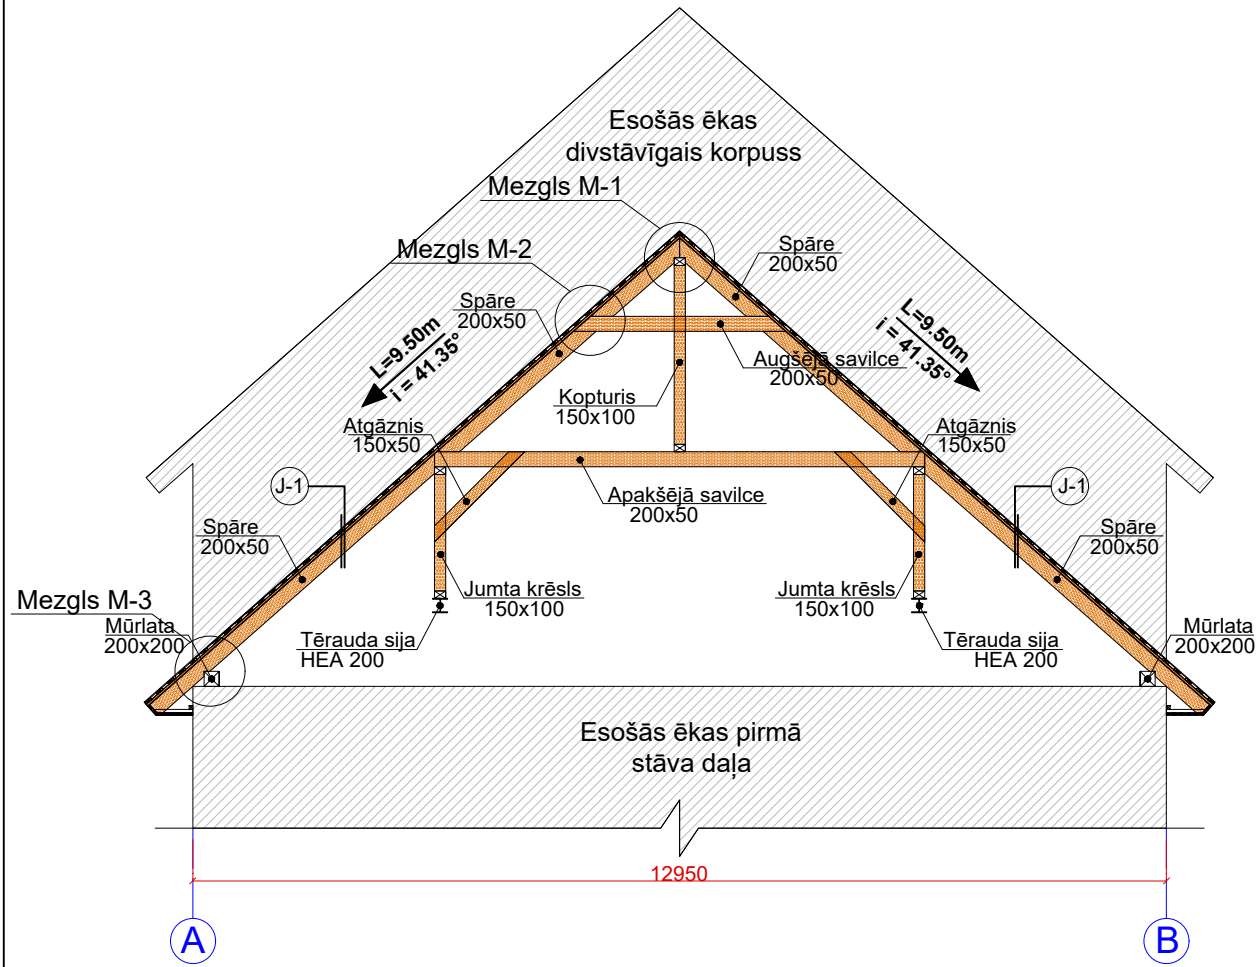 Esošās ēkas
divstāvīgais korpuss
Mezgls M-1
Mezgls M-2
Spāre
200x50
Spāre
200x50
L=9.50m
i = 41.35°
L=9.50m
i = 41.35°
Augšējā savilce
200x50
Kopturis
150x100
Atgāznis
150x50
Atgāznis
150x50
J-1
J-1
Apakšējā savilce
200x50
Spāre
200x50
Spāre
200x50
Jumta krēsls
150x100
Jumta krēsls
150x100
Mezgls M-3
Mūrlata
200x200
Mūrlata
200x200
Tērauda sija
HEA 200
Tērauda sija
HEA 200
Esošās ēkas pirmā
stāva daļa
12950
A
B